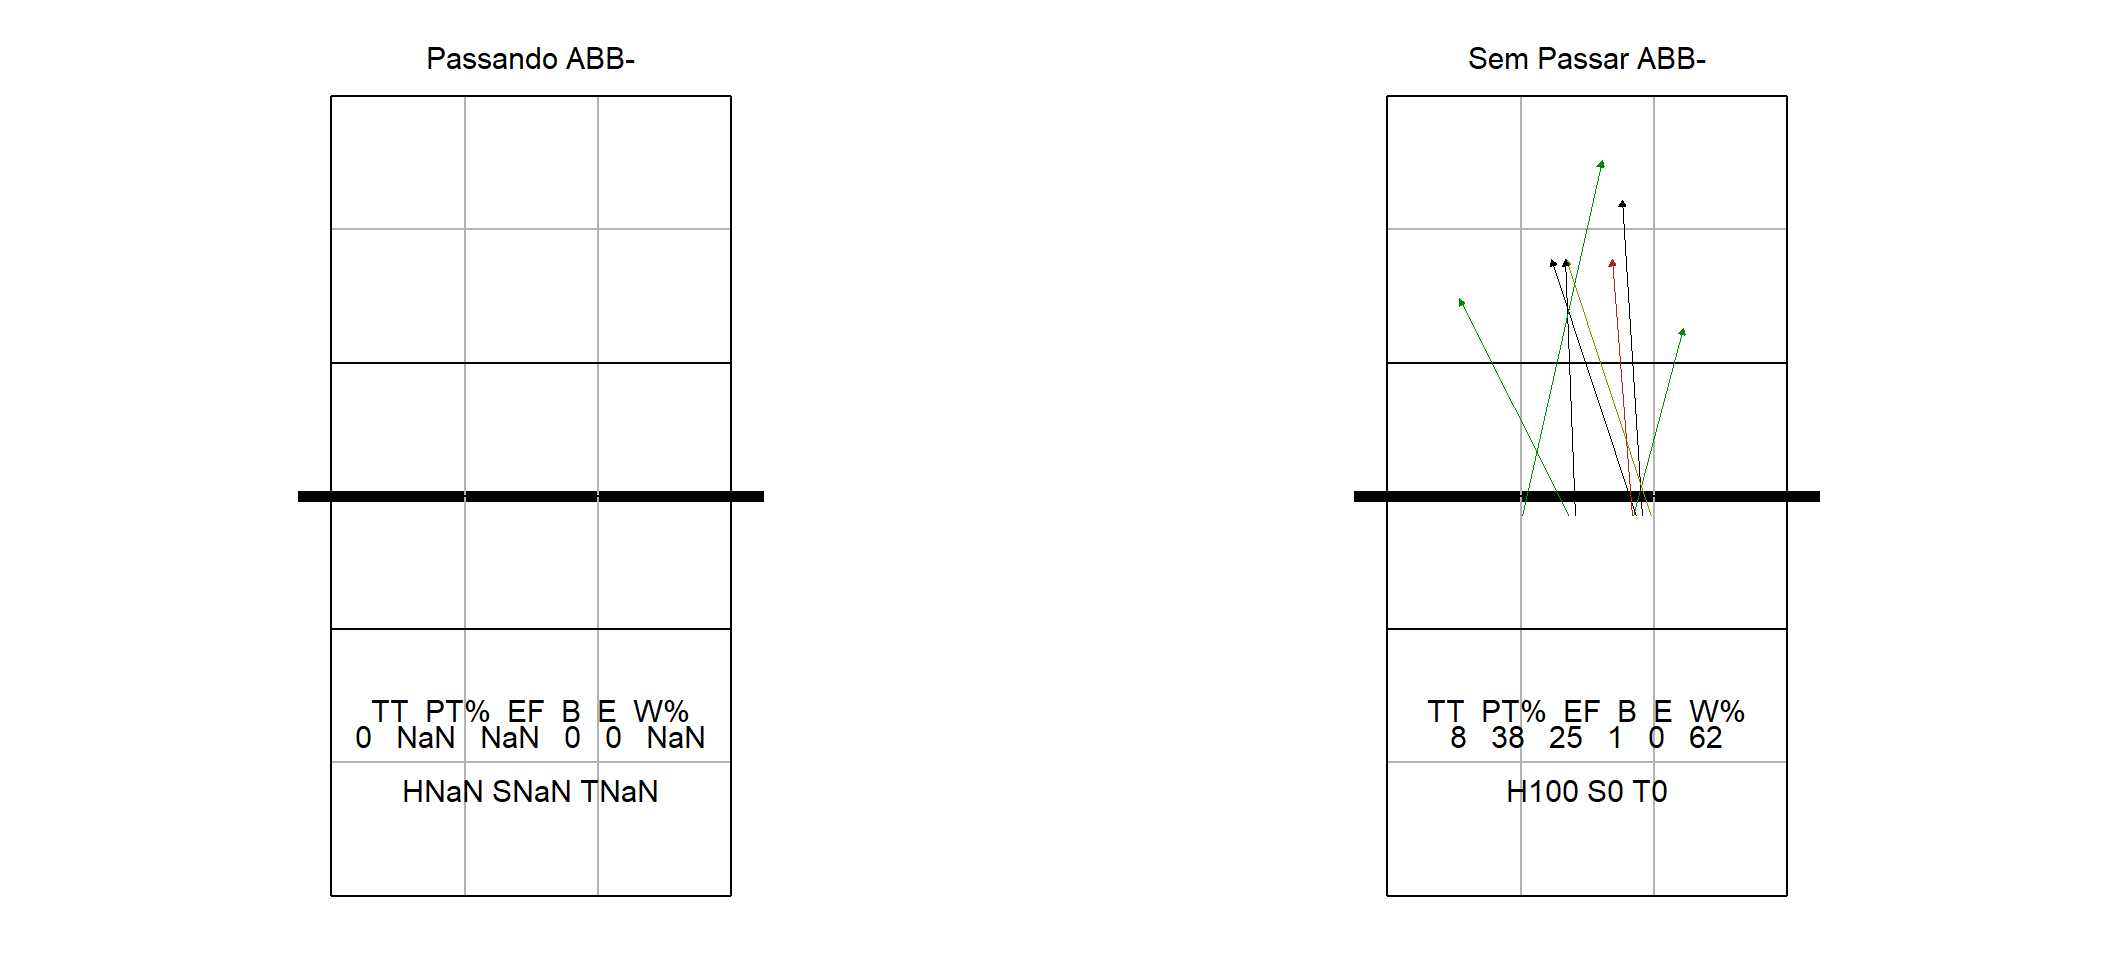 Passando ABB-
TT PT% EF B E W%
0 NaN NaN 0 0 NaN
HNaN SNaN TNaN
Sem Passar ABB-
TT PT% EF B E W%
8 38 25 1 0 62
H100 S0 T0